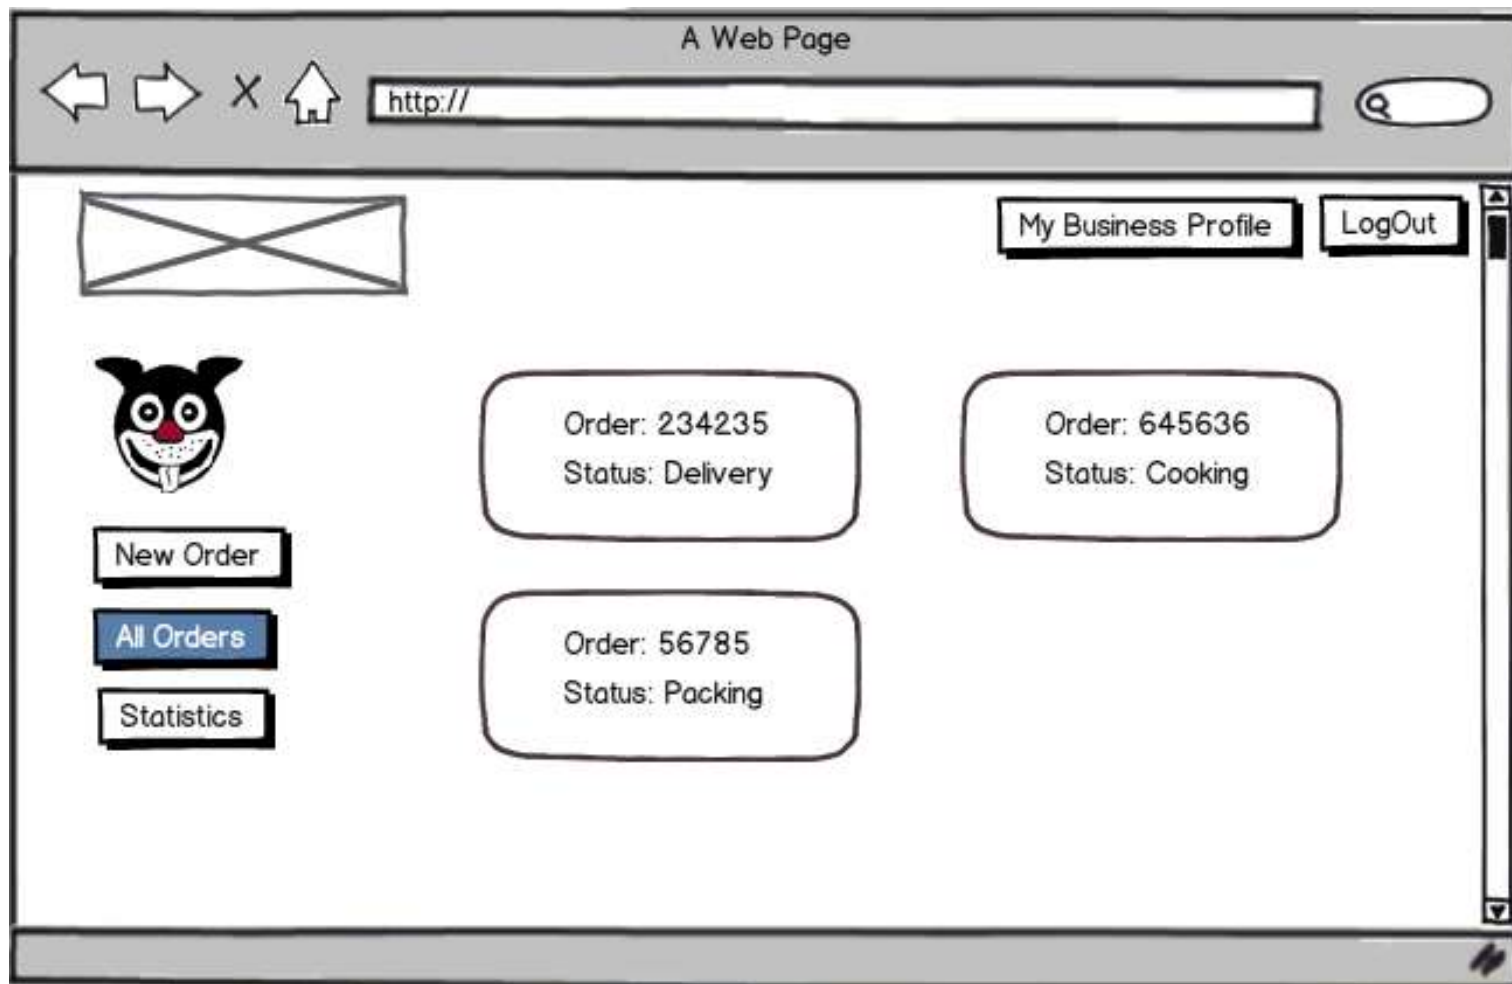 A Web Page
http://
My Business Profile
LogOut
Order: 234235
Status: Delivery
Order: 645636
Status: Cooking
New Order
All Orders
Statistics
Order: 56785
Status: Packing